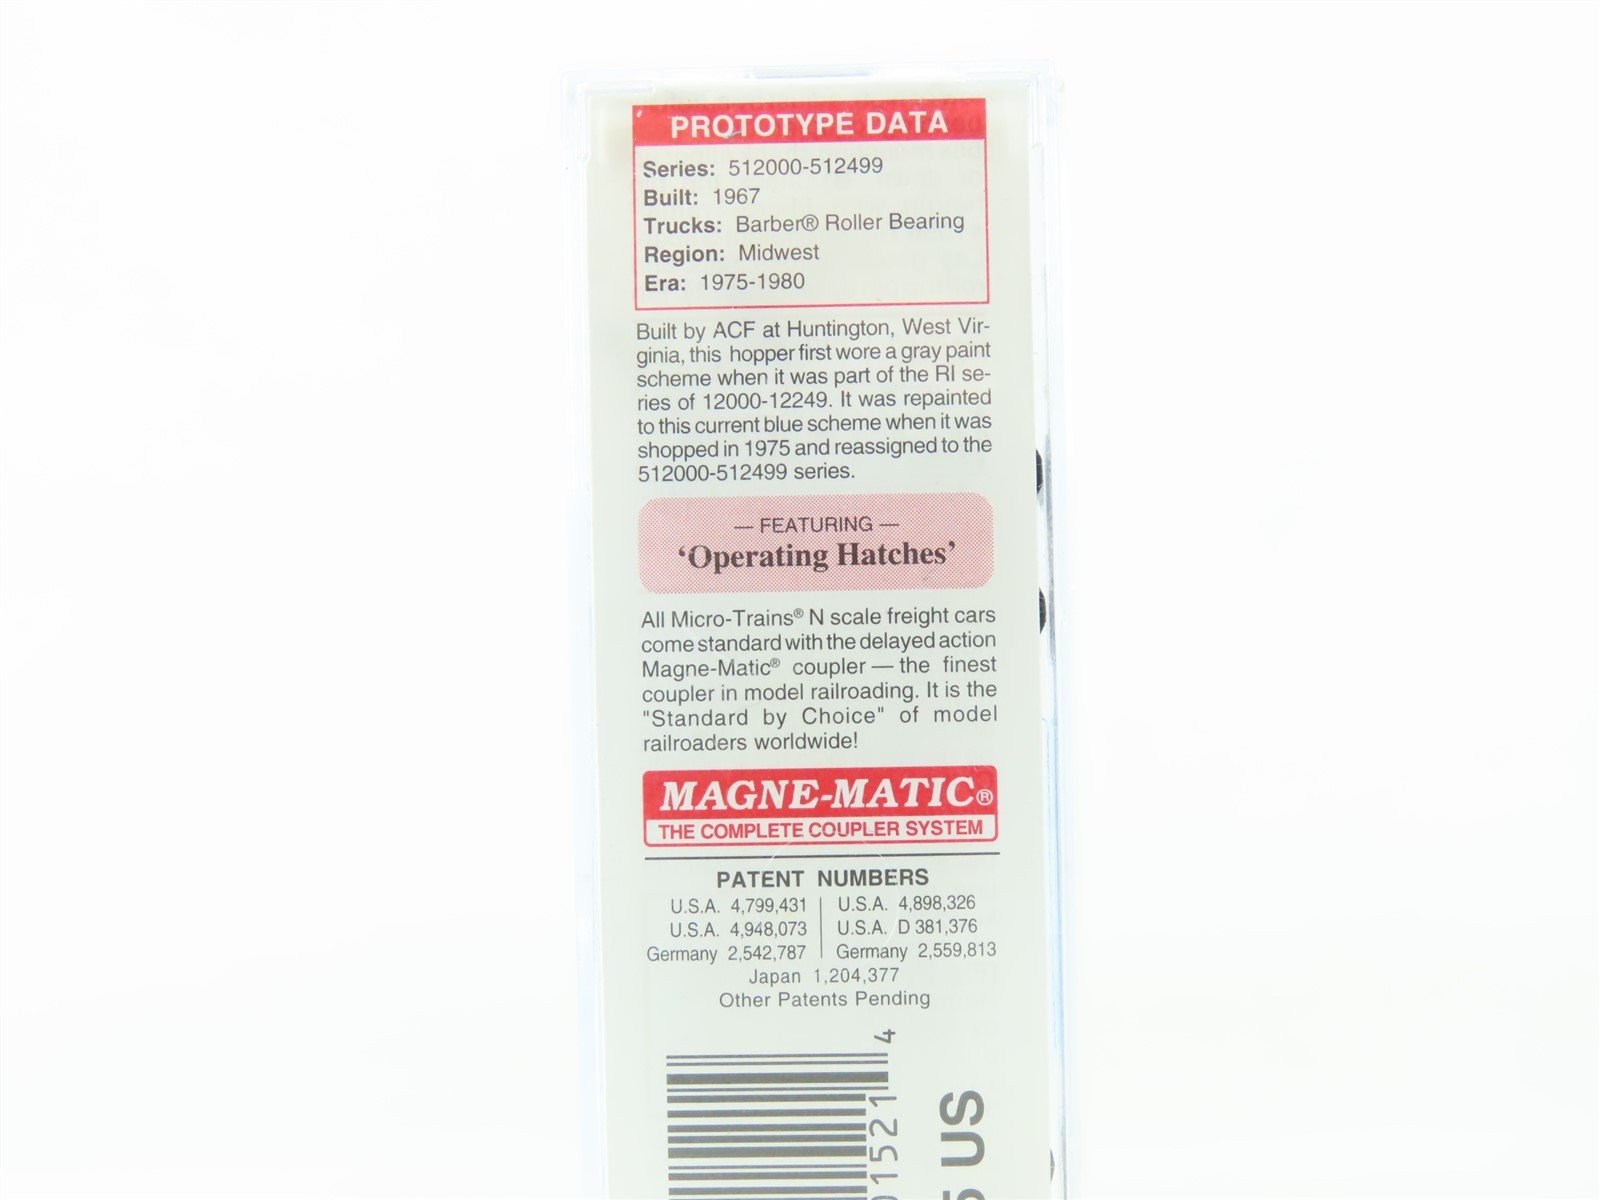 PROTOTYPE DATA
Series: 512000-512499
Built: 1967
Trucks: Barber® Roller Bearing
Region: Midwest
Era: 1975-1980
Built by ACF at Huntington, West Vir-
ginia, this hopper first wore a gray paint
scheme when it was part of the RI se-
ries of 12000-12249. It was repainted
to this current blue scheme when it was
shopped in 1975 and reassigned to the
512000-512499 series.
— FEATURING —
‘Operating Hatches’
All Micro-Trains® N scale freight cars
come standard with the delayed action
Magne-Matic® coupler — the finest
coupler in model railroading. It is the
"Standard by Choice" of model
railroaders worldwide!
MAGNE-MATIC®
THE COMPLETE COUPLER SYSTEM
PATENT NUMBERS
U.S.A. 4,799,431 U.S.A. 4,898,326
U.S.A. 4,948,073 U.S.A. D 381,376
Germany 2,542,787 Germany 2,559,813
Japan 1,204,377
Other Patents Pending
15214
US